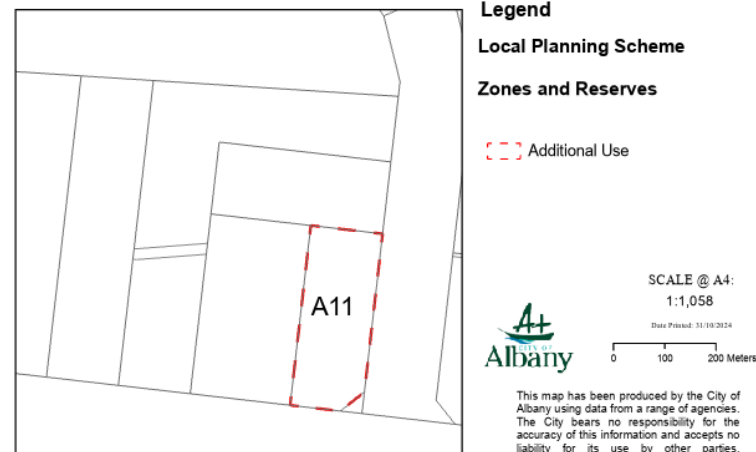 Legend
Local Planning Scheme
Zones and Reserves
Additional Use
A11
SCALE @ A4:
1:1,058
Date Printed: 31/10/2024
CITY OF
Albany
0 100 200 Meters
This map has been produced by the City of
Albany using data from a range of agencies.
The City bears no responsibility for the
accuracy of this information and accepts no
liability for its use by other parties.